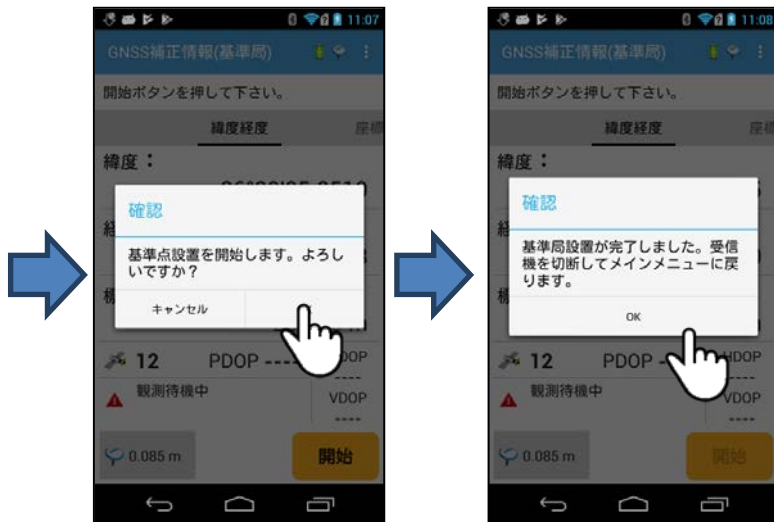 11:07
GNSS補正情報(基準局)
開始ボタンを押して下さい。
緯度経度
緯度：
確認
基準点設置を開始します。よろし
いですか？
キャンセル
12 PDOP ----
観測待機中
VDOP
----
0.085 m
開始
11:08
GNSS補正情報(基準局)
開始ボタンを押して下さい。
緯度経度
緯度：
確認
基準局設置が完了しました。受信
機を切断してメインメニューに戻
ります。
OK
12 PDOP
HDOP
----
観測待機中
VDOP
----
0.085 m
開始